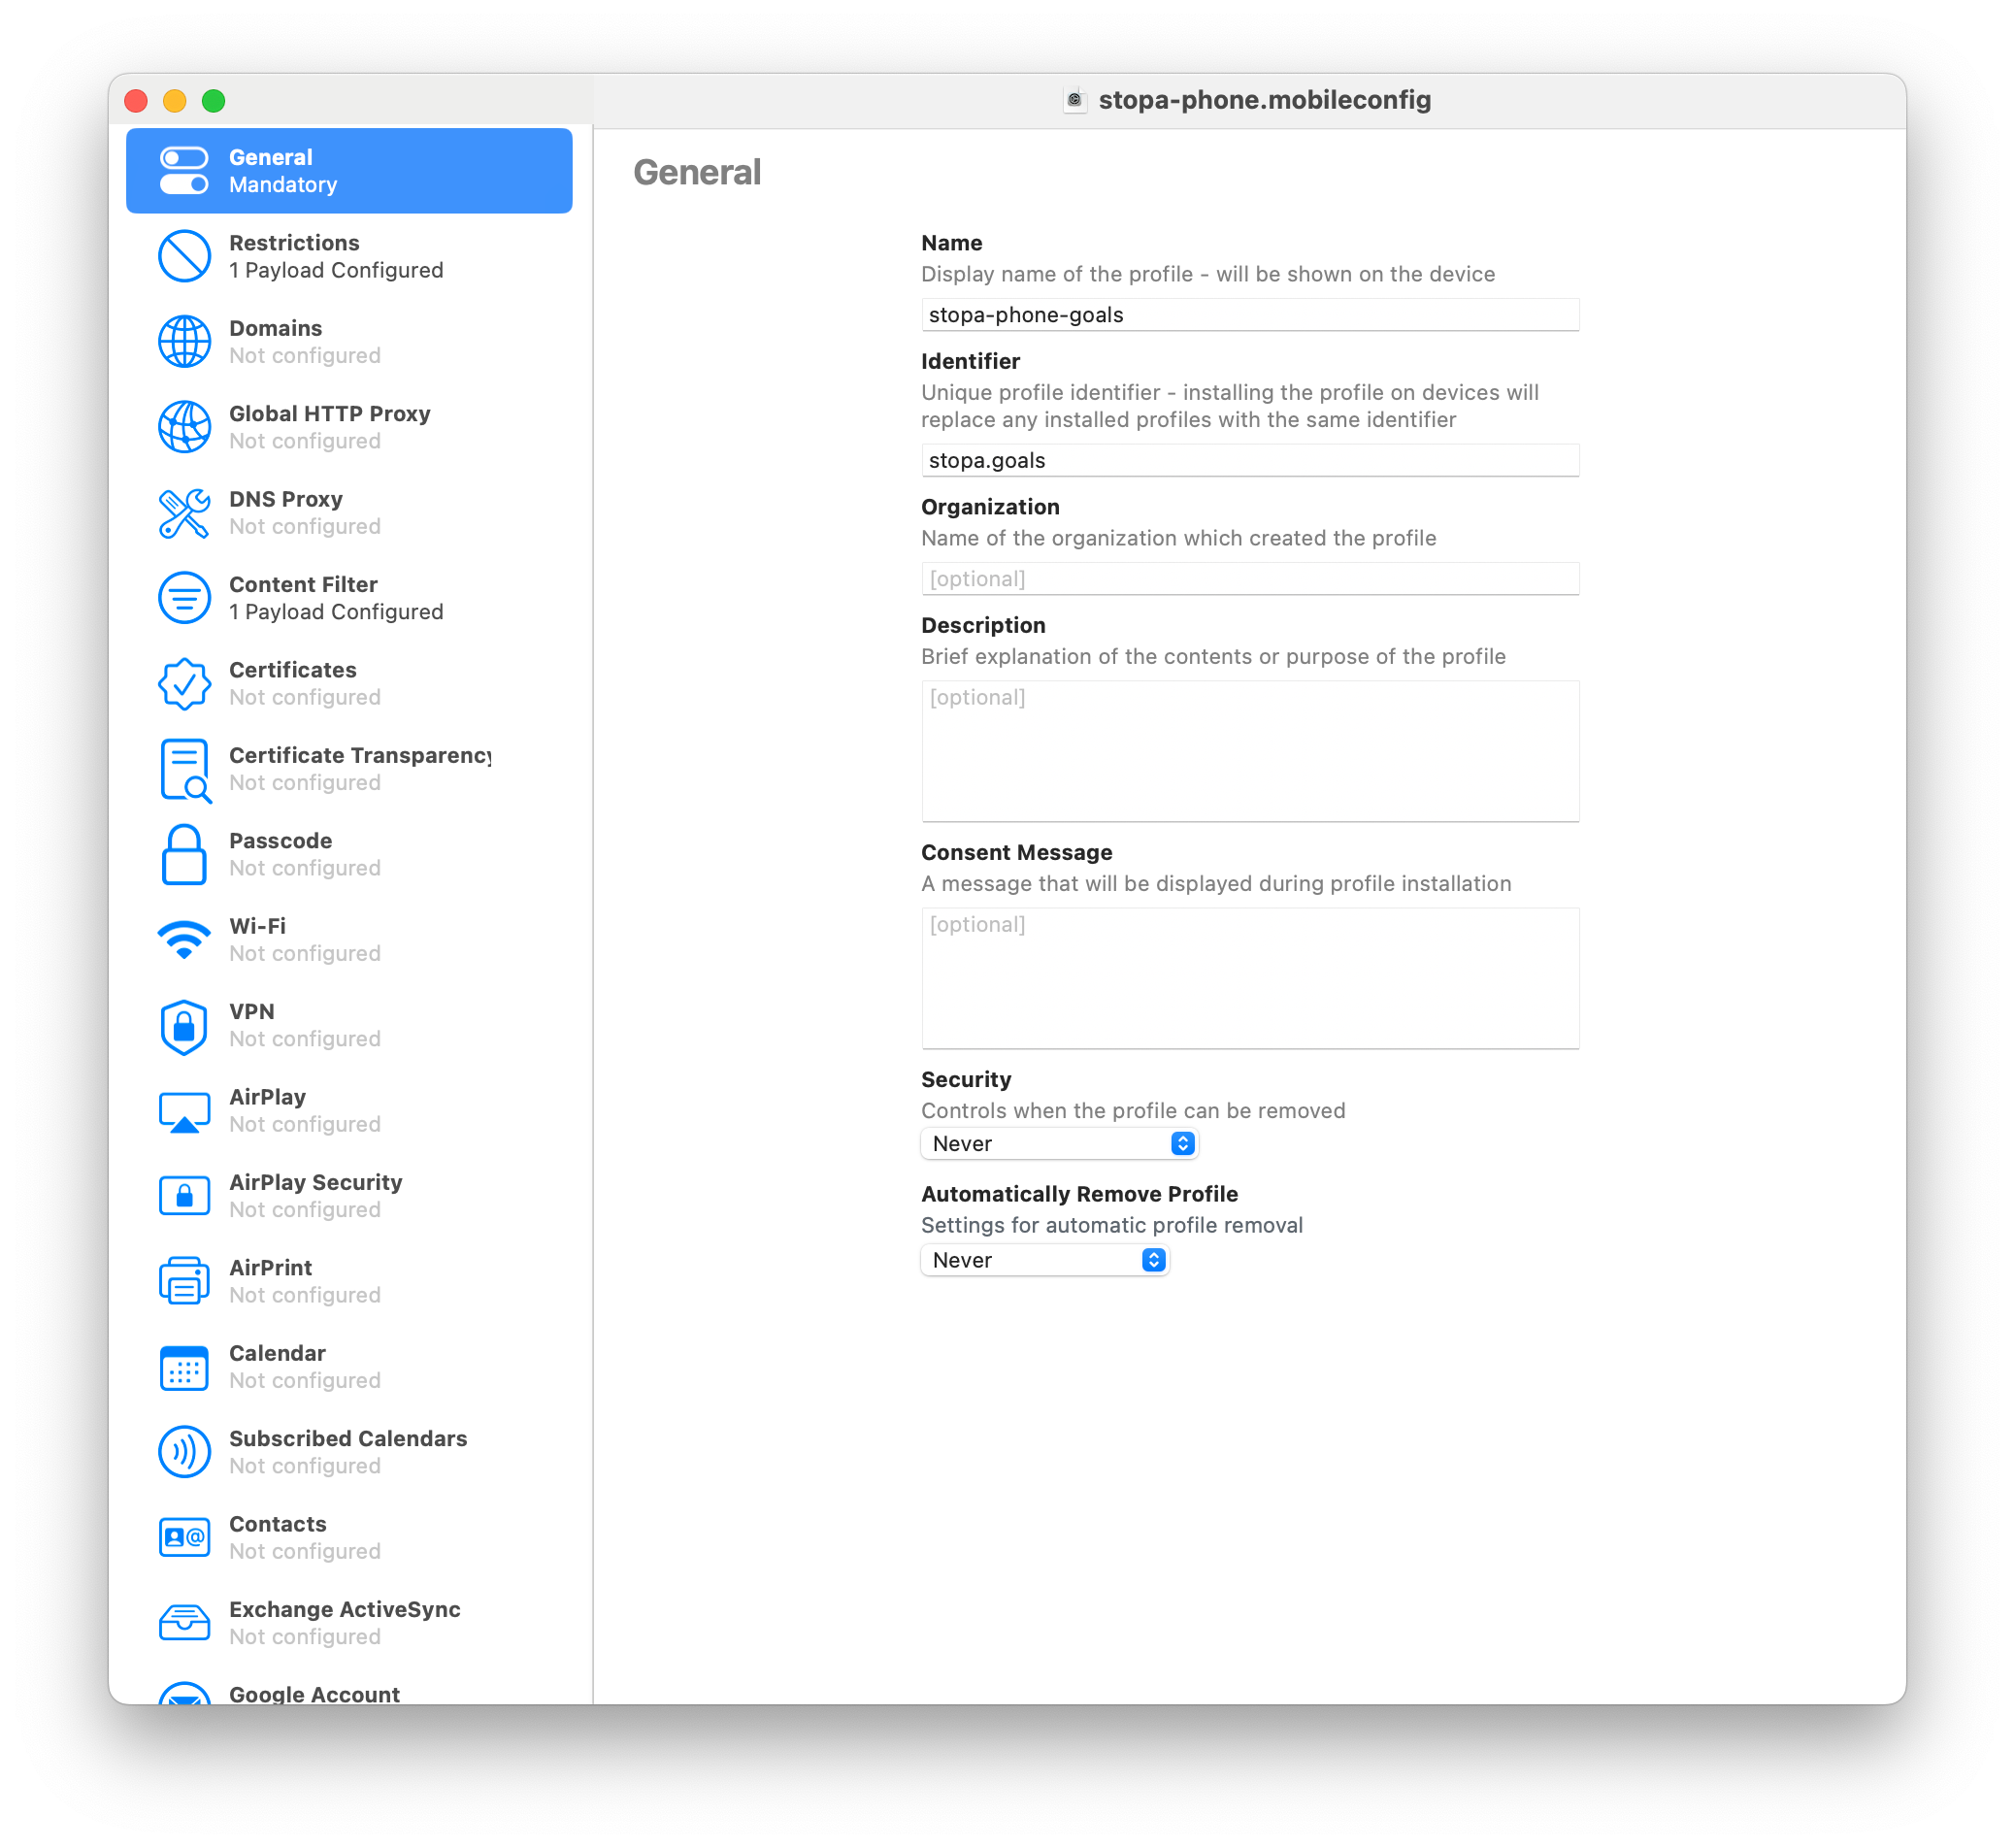 stopa-phone.mobileconfig
General
Mandatory
Restrictions
1 Payload Configured
Domains
Not configured
Global HTTP Proxy
Not configured
DNS Proxy
Not configured
Content Filter
1 Payload Configured
Certificates
Not configured
Certificate Transparency
Not configured
Passcode
Not configured
Wi-Fi
Not configured
VPN
Not configured
AirPlay
Not configured
AirPlay Security
Not configured
AirPrint
Not configured
Calendar
Not configured
Subscribed Calendars
Not configured
Contacts
Not configured
Exchange ActiveSync
Not configured
Google Account
General
Name
Display name of the profile - will be shown on the device
stopa-phone-goals
Identifier
Unique profile identifier - installing the profile on devices will
replace any installed profiles with the same identifier
stopa.goals
Organization
Name of the organization which created the profile
[optional]
Description
Brief explanation of the contents or purpose of the profile
[optional]
Consent Message
A message that will be displayed during profile installation
[optional]
Security
Controls when the profile can be removed
Never
Automatically Remove Profile
Settings for automatic profile removal
Never